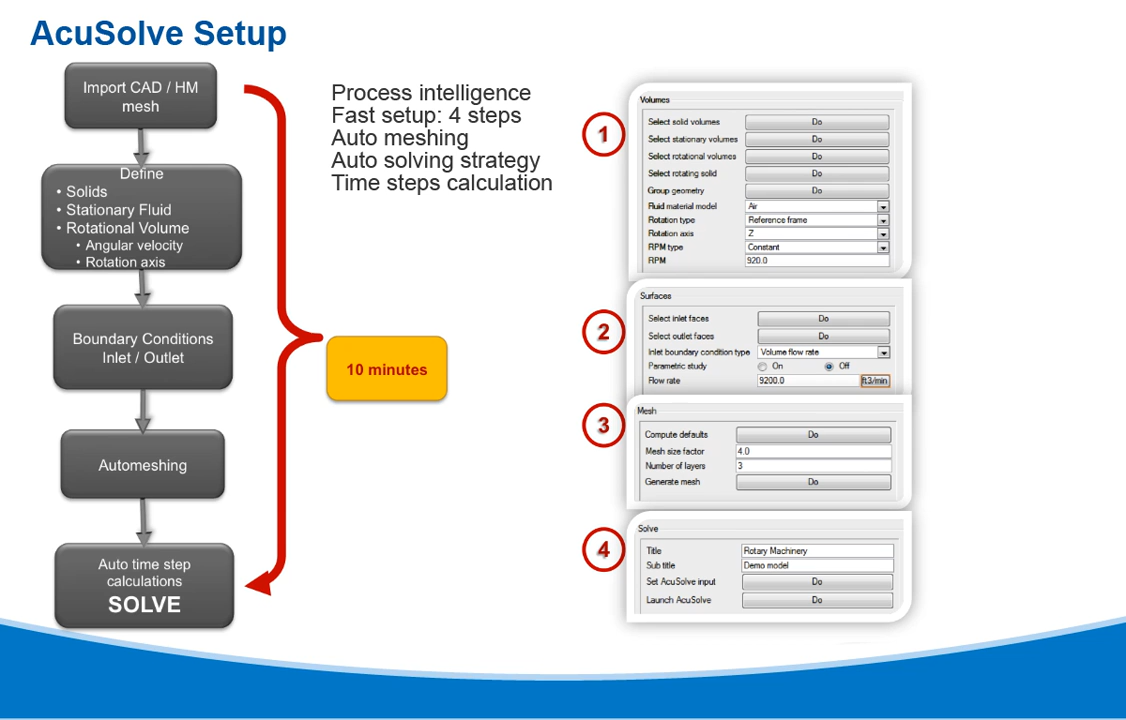 AcuSolve Setup
Import CAD / HM
mesh
Define
• Solids
• Stationary Fluid
• Rotational Volume
• Angular velocity
• Rotation axis
Boundary Conditions
Inlet / Outlet
Automeshing
Auto time step
calculations
SOLVE
10 minutes
Process intelligence
Fast setup: 4 steps
Auto meshing
Auto solving strategy
Time steps calculation
1
Volumes
Select solid volumes Do
Select stationary volumes Do
Select rotational volumes Do
Select rotating solid Do
Group geometry Do
Fluid material model Air
Rotation type Reference frame
Rotation axis Z
RPM type Constant
RPM 920.0
2
Surfaces
Select inlet faces Do
Select outlet faces Do
Inlet boundary condition type Volume flow rate
Parametric study On Off
Flow rate 9200.0 ft3/min
3
Mesh
Compute defaults Do
Mesh size factor 4.0
Number of layers 3
Generate mesh Do
4
Solve
Title Rotary Machinery
Sub title Demo model
Set AcuSolve input Do
Launch AcuSolve Do